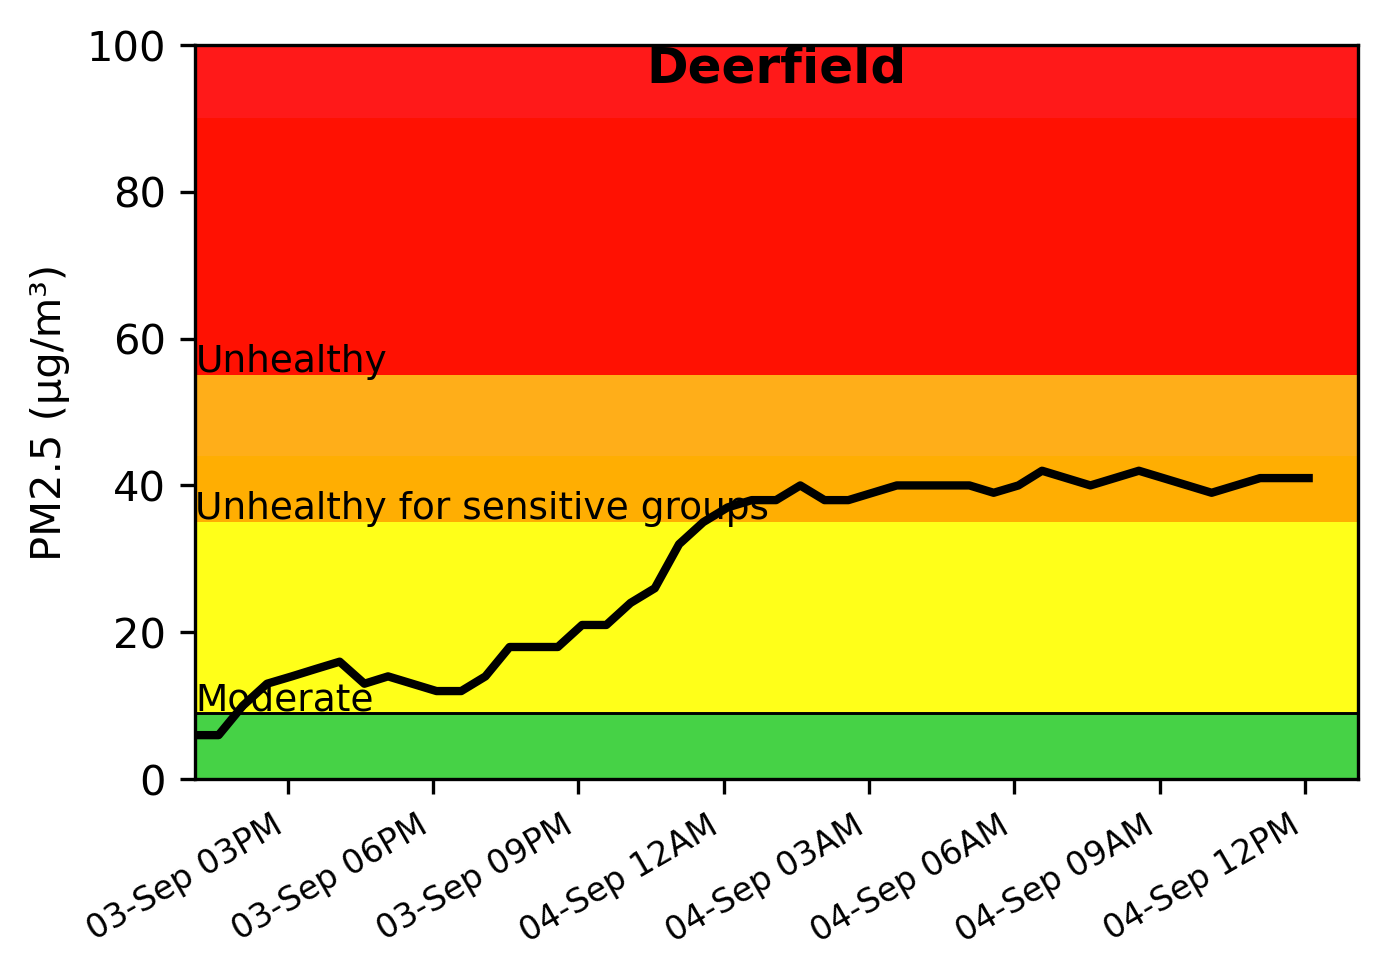 Deerfield
100
80
60
40
20
0
PM2.5 (µg/m³)
Unhealthy
Unhealthy for sensitive groups
Moderate
03-Sep 03PM
03-Sep 06PM
03-Sep 09PM
04-Sep 12AM
04-Sep 03AM
04-Sep 06AM
04-Sep 09AM
04-Sep 12PM